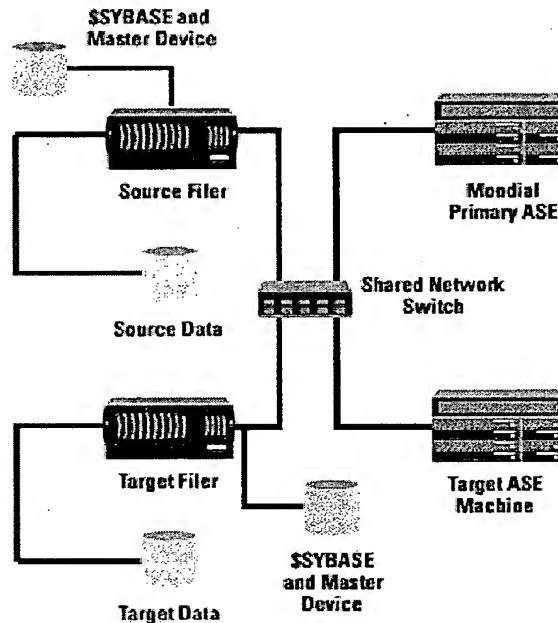 $SYBASE and
Master Device
Source Filer
Mondial
Primary ASE
Source Data
Shared Network
Switch
Target Filer
Target ASE
Machine
$SYBASE
and Master
Device
Target Data